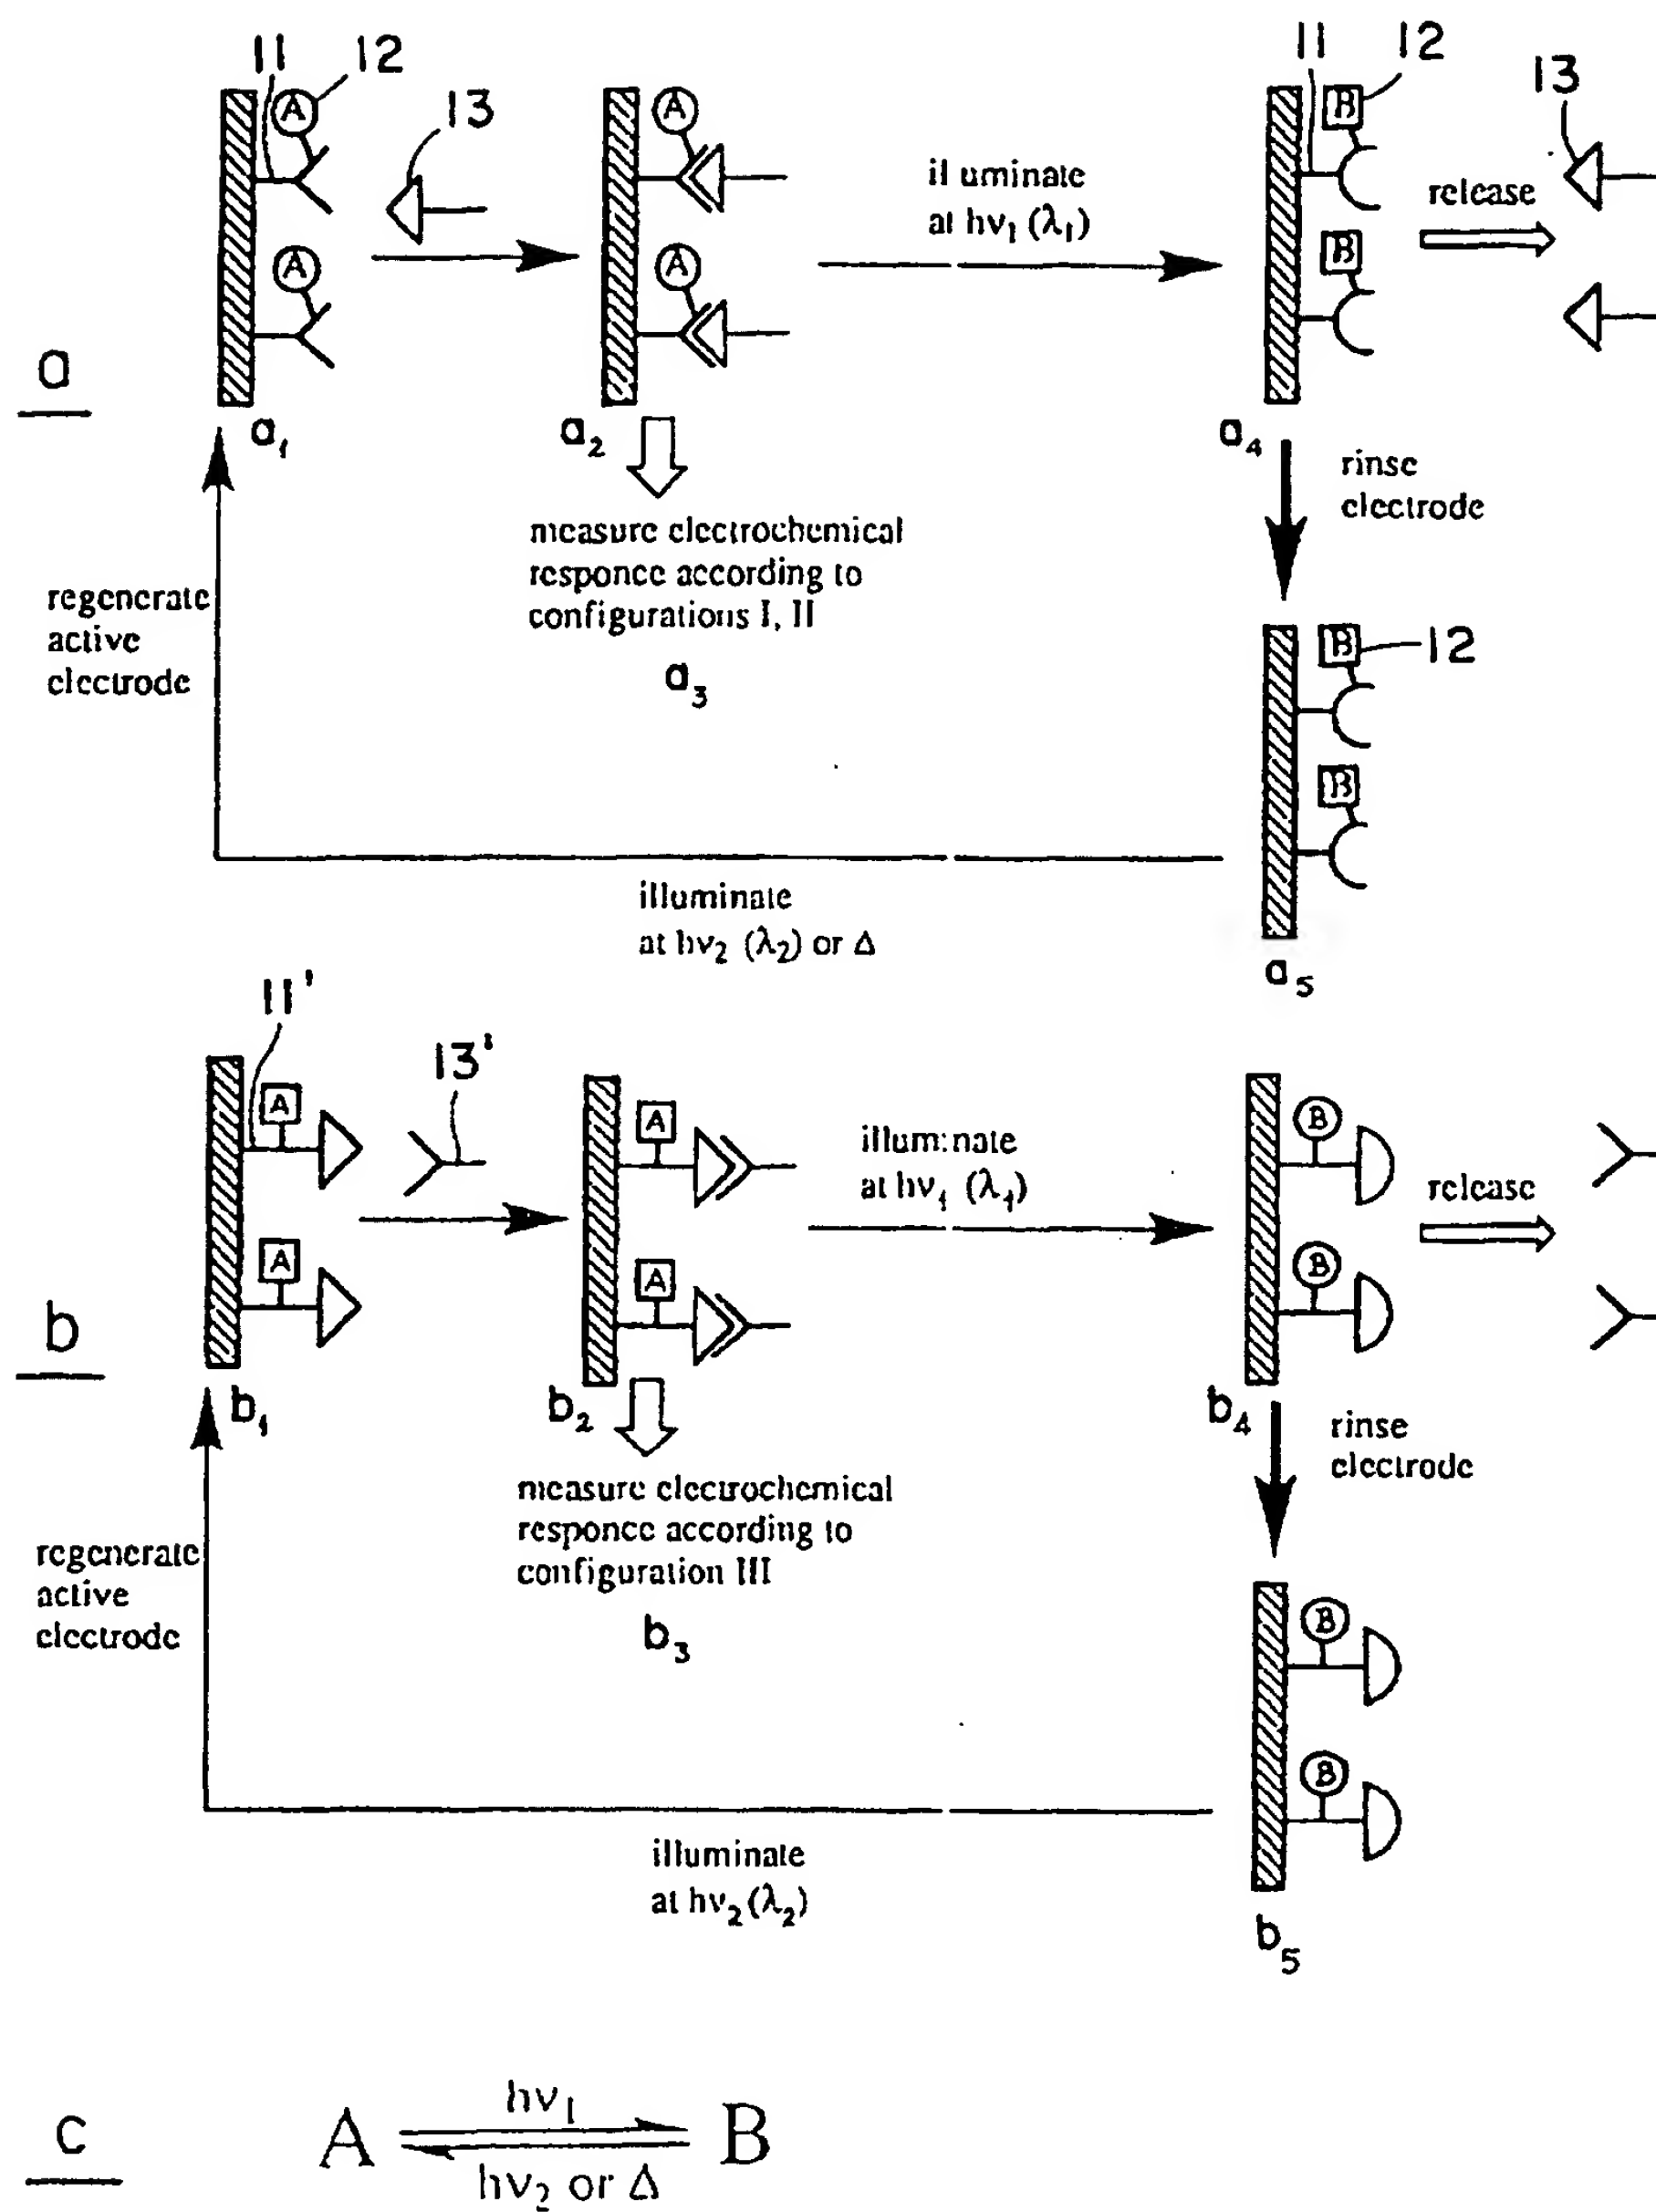 11 12
A
13
A
a
a₁
A
A
a₂
il uminate
at hν₁ (λ₁)
11 12
B
B
a₄
release
13
measure electrochemical
responce according to
configurations I, II
a₃
rinse
electrode
regenerate
active
electrode
B 12
B
a₅
illuminate
at hν₂ (λ₂) or Δ
b
11'
A
A
b₁
13'
A
A
b₂
illuminate
at hν₁ (λ₁)
B
B
b₄
release
measure electrochemical
responce according to
configuration III
b₃
rinse
electrode
regenerate
active
electrode
B
B
b₅
illuminate
at hν₂ (λ₂)
c
hν₁
A B
hν₂ or Δ